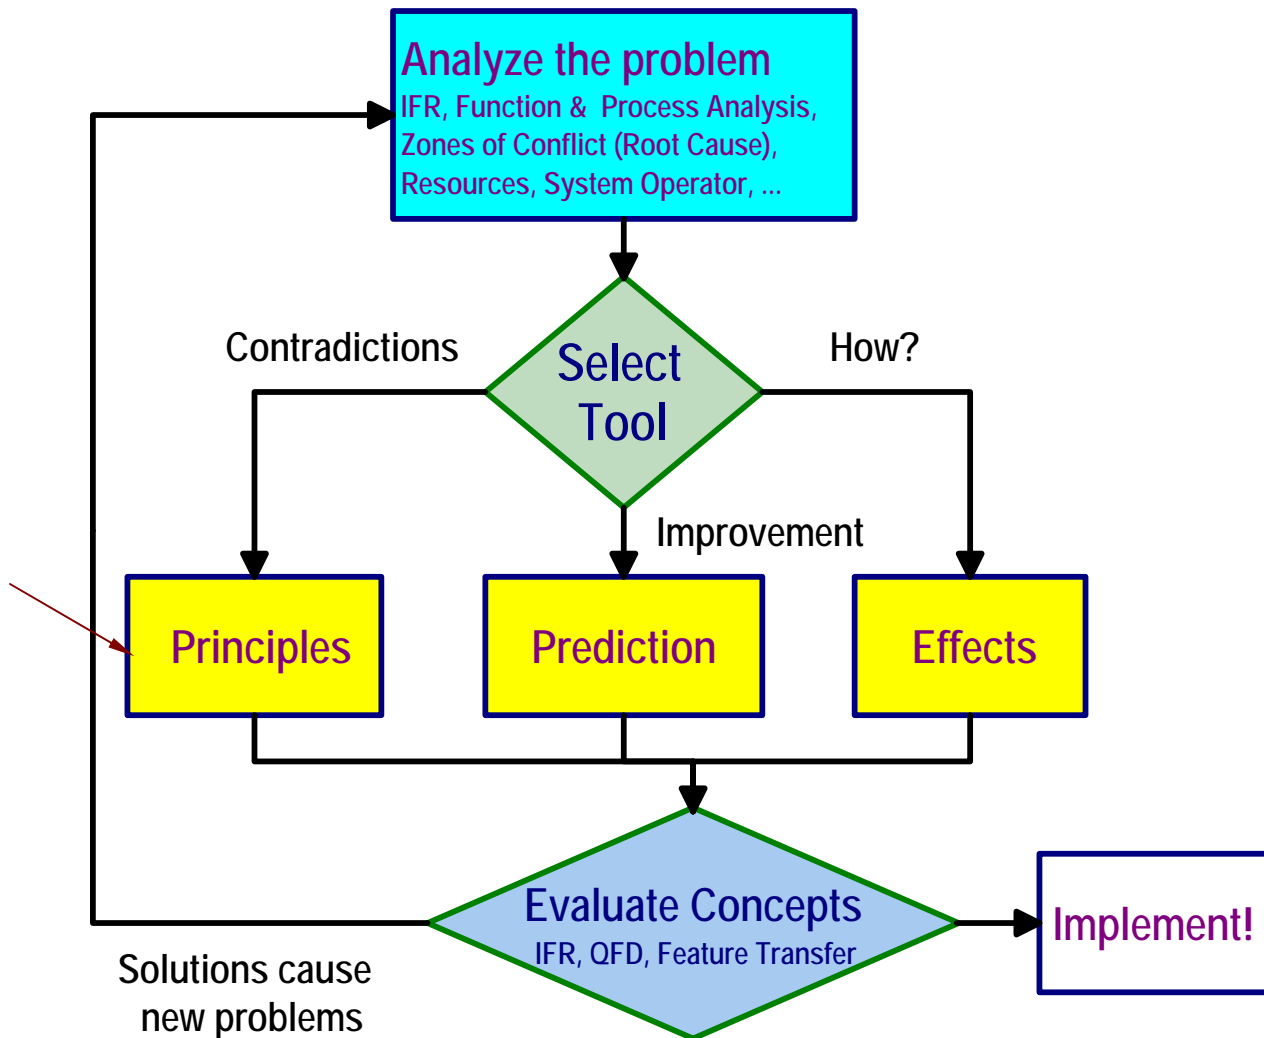 Analyze the problem
IFR, Function & Process Analysis,
Zones of Conflict (Root Cause),
Resources, System Operator, ...
Contradictions
How?
Select
Tool
Improvement
Principles
Prediction
Effects
Evaluate Concepts
IFR, QFD, Feature Transfer
Implement!
Solutions cause
new problems